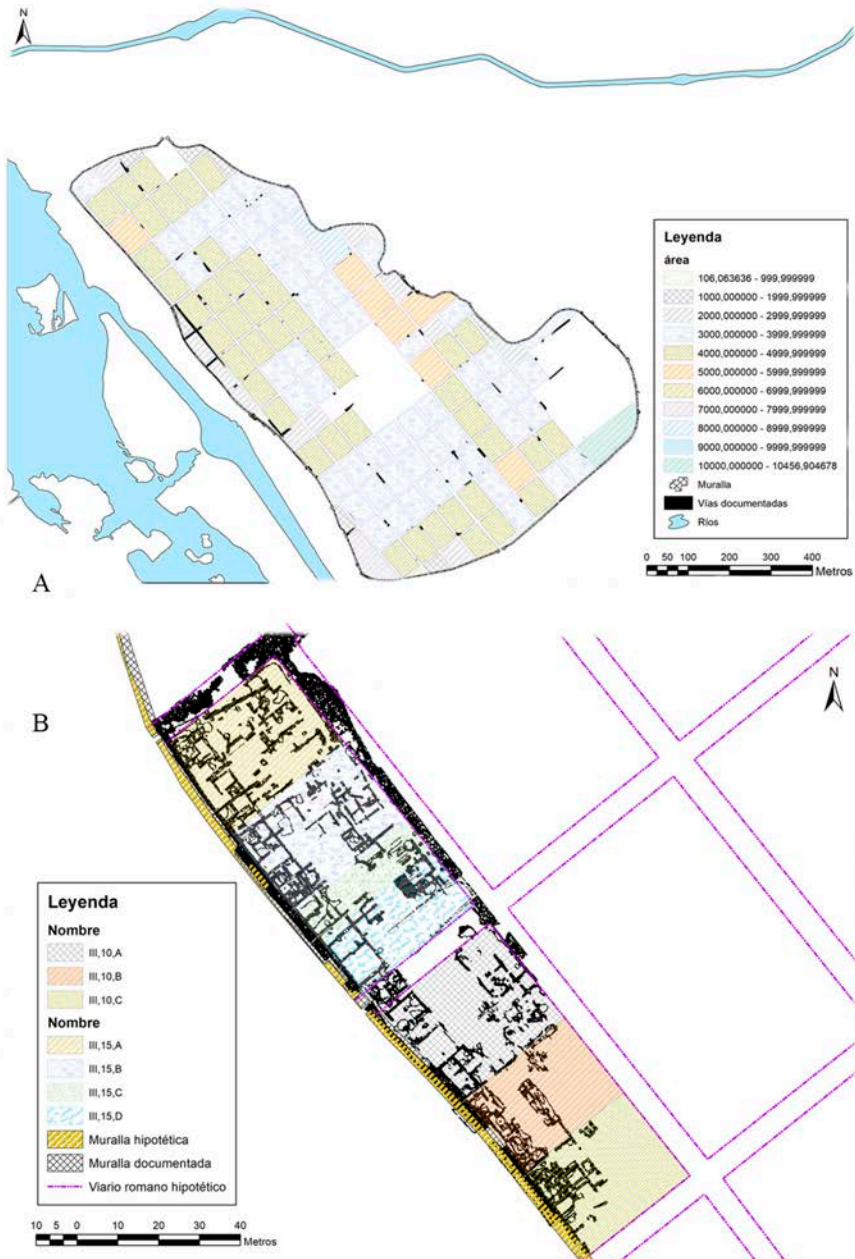 N
Leyenda
área
106,063636 - 999,999999
1000,000000 - 1999,999999
2000,000000 - 2999,999999
3000,000000 - 3999,999999
4000,000000 - 4999,999999
5000,000000 - 5999,999999
6000,000000 - 6999,999999
7000,000000 - 7999,999999
8000,000000 - 8999,999999
9000,000000 - 9999,999999
10000,000000 - 10456,904678
Muralla
Vías documentadas
Ríos
0 50 100 200 300 400
Metros
A
B
N
Leyenda
Nombre
III,10,A
III,10,B
III,10,C
Nombre
III,15,A
III,15,B
III,15,C
III,15,D
Muralla hipotética
Muralla documentada
Viario romano hipotético
10 5 0 10 20 30 40
Metros